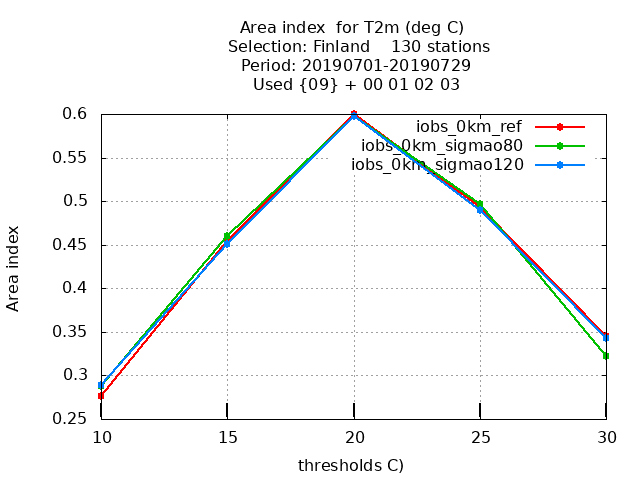 Area index  for T2m (deg C)
Selection: Finland    130 stations
Period: 20190701-20190729
Used {09} + 00 01 02 03
0.6
0.55
0.5
0.45
0.4
0.35
0.3
0.25
Area index
iobs_0km_ref
iobs_0km_sigmao80
iobs_0km_sigmao120
10
15
20
25
30
thresholds C)